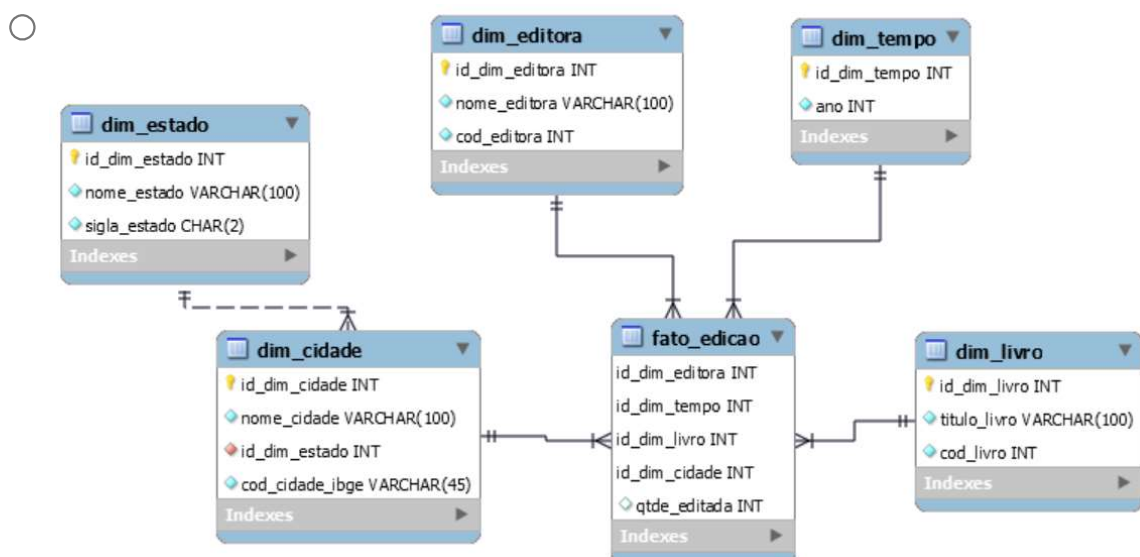 dim_editora
id_dim_editora INT
nome_editora VARCHAR(100)
cod_editora INT
Indexes
dim_tempo
id_dim_tempo INT
ano INT
Indexes
dim_estado
id_dim_estado INT
nome_estado VARCHAR(100)
sigla_estado CHAR(2)
Indexes
dim_cidade
id_dim_cidade INT
nome_cidade VARCHAR(100)
id_dim_estado INT
cod_cidade_ibge VARCHAR(45)
Indexes
fato_edicao
id_dim_editora INT
id_dim_tempo INT
id_dim_livro INT
id_dim_cidade INT
qtde_editada INT
Indexes
dim_livro
id_dim_livro INT
titulo_livro VARCHAR(100)
cod_livro INT
Indexes